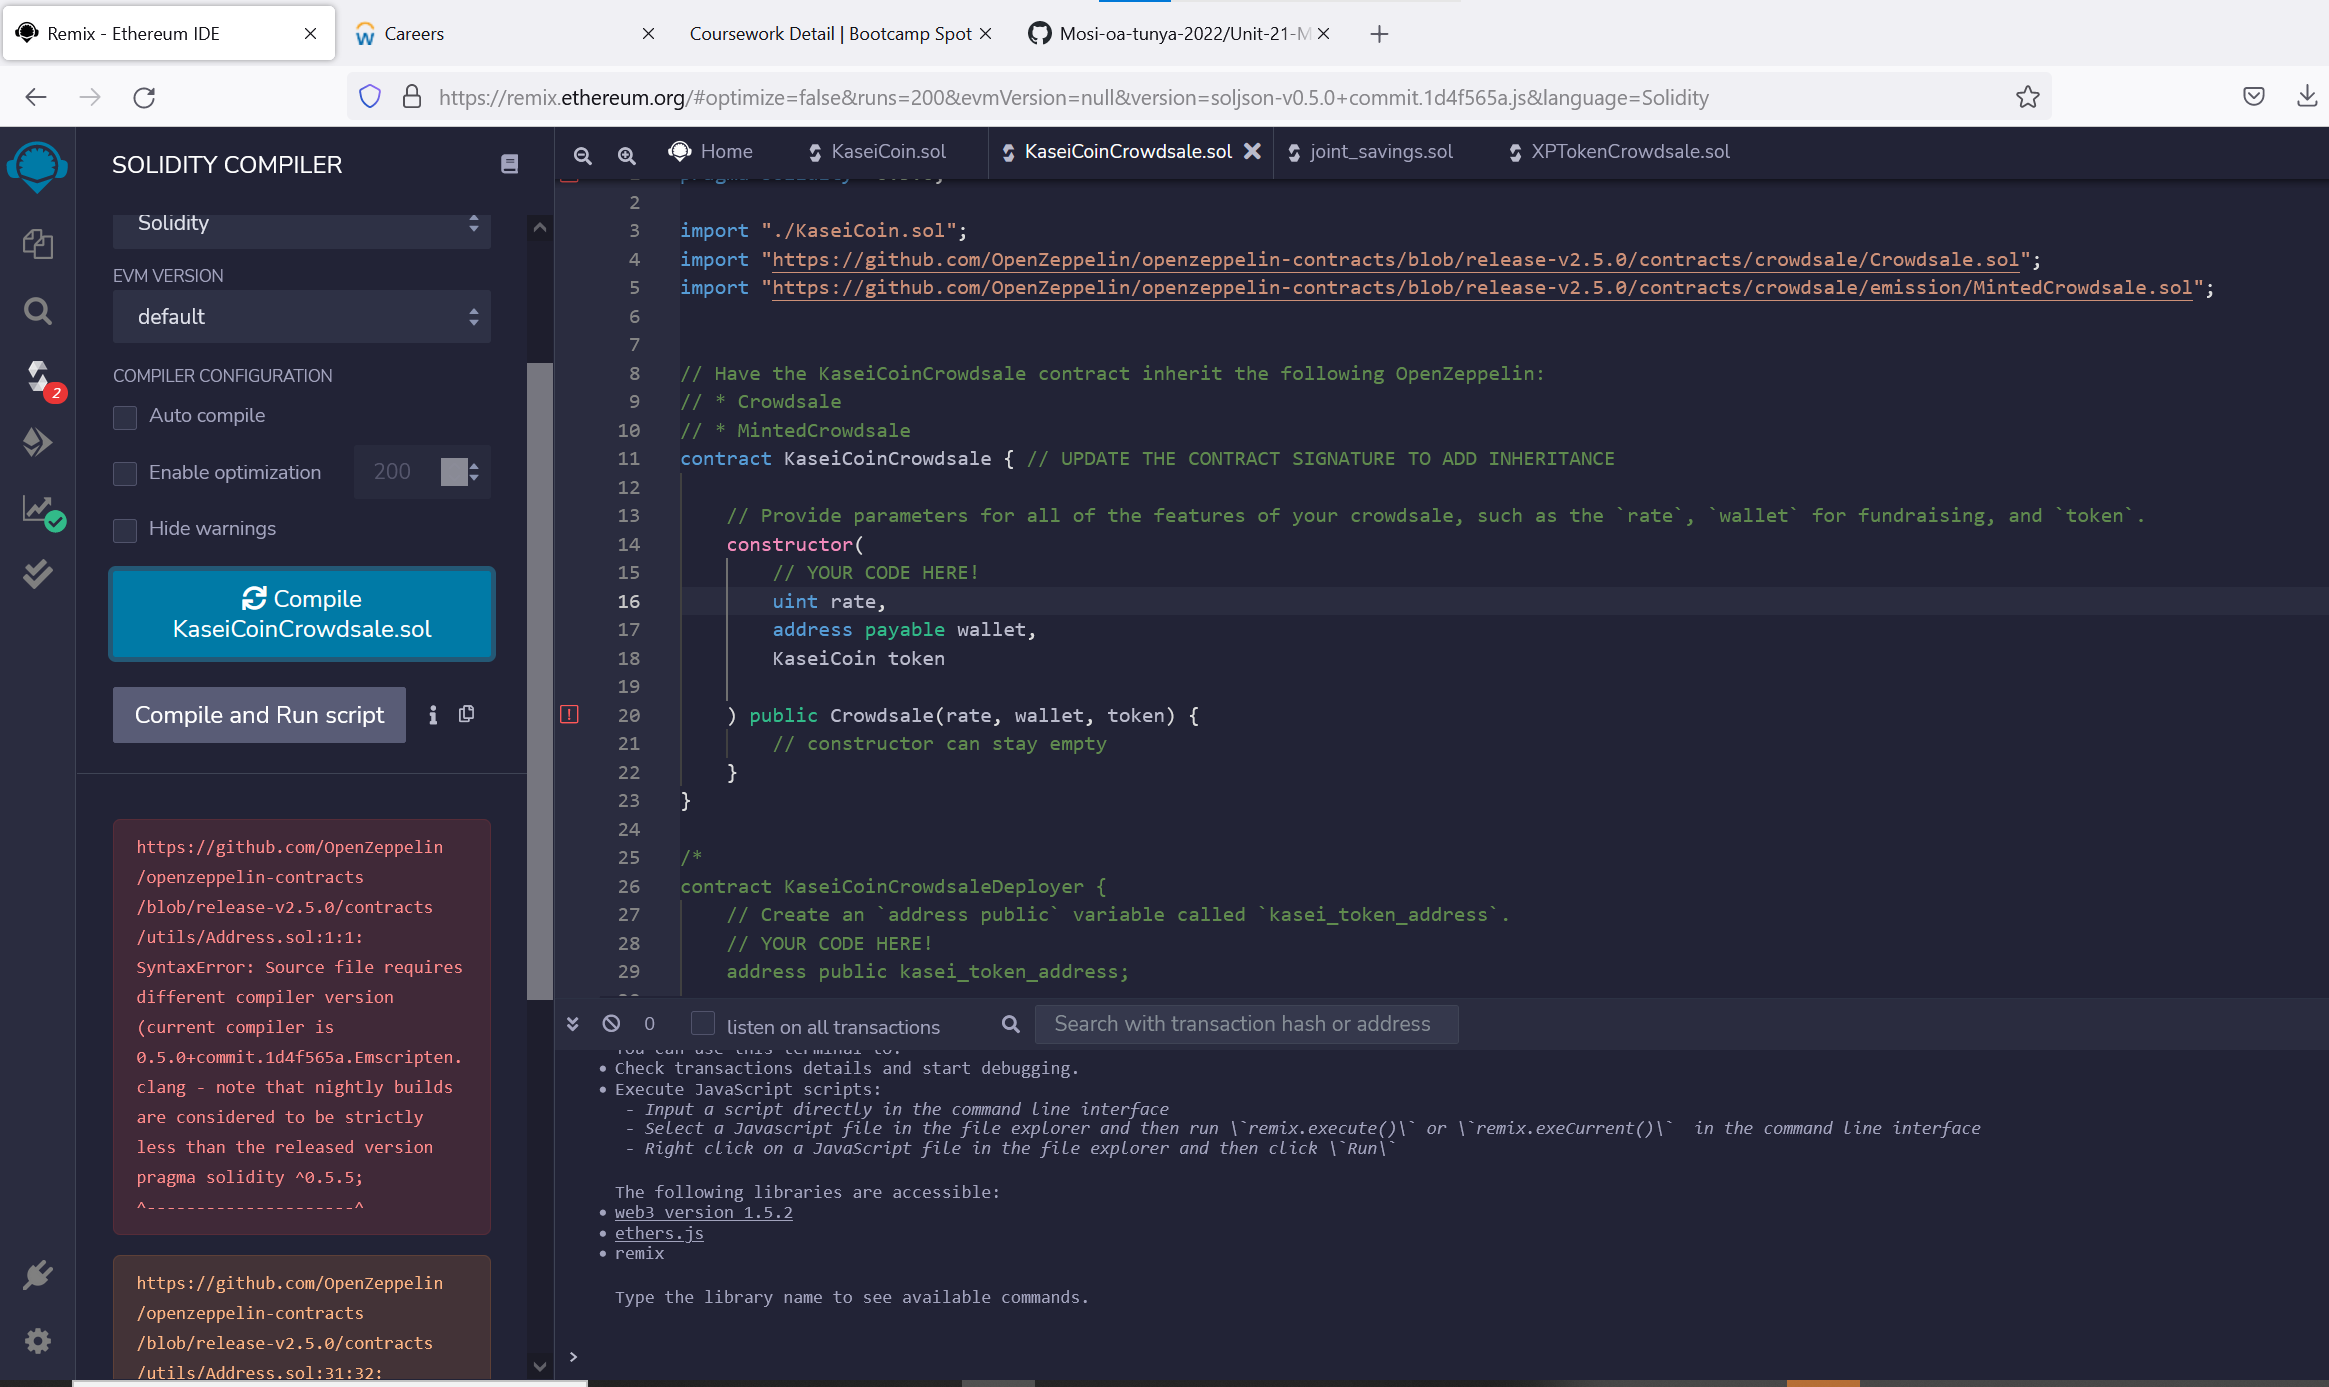 Remix - Ethereum IDE
Careers
Coursework Detail | Bootcamp Spot
Mosi-oa-tunya-2022/Unit-21-M
https://remix.ethereum.org/#optimize=false&runs=200&evmVersion=null&version=soljson-v0.5.0+commit.1d4f565a.js&language=Solidity
SOLIDITY COMPILER
Solidity
EVM VERSION
default
COMPILER CONFIGURATION
Auto compile
Enable optimization 200
Hide warnings
Compile
KaseiCoinCrowdsale.sol
Compile and Run script
https://github.com/OpenZeppelin
/openzeppelin-contracts
/blob/release-v2.5.0/contracts
/utils/Address.sol:1:1:
SyntaxError: Source file requires
different compiler version
(current compiler is
0.5.0+commit.1d4f565a.Emscripten.
clang - note that nightly builds
are considered to be strictly
less than the released version
pragma solidity ^0.5.5;
^---------------------^
https://github.com/OpenZeppelin
/openzeppelin-contracts
/blob/release-v2.5.0/contracts
/utils/Address.sol:31:32:
2
Home
KaseiCoin.sol
KaseiCoinCrowdsale.sol
joint_savings.sol
XPTokenCrowdsale.sol
2
3 import "./KaseiCoin.sol";
4 import "https://github.com/OpenZeppelin/openzeppelin-contracts/blob/release-v2.5.0/contracts/crowdsale/Crowdsale.sol";
5 import "https://github.com/OpenZeppelin/openzeppelin-contracts/blob/release-v2.5.0/contracts/crowdsale/emission/MintedCrowdsale.sol";
6
7
8 // Have the KaseiCoinCrowdsale contract inherit the following OpenZeppelin:
9 // * Crowdsale
10 // * MintedCrowdsale
11 contract KaseiCoinCrowdsale { // UPDATE THE CONTRACT SIGNATURE TO ADD INHERITANCE
12
13 // Provide parameters for all of the features of your crowdsale, such as the `rate`, `wallet` for fundraising, and `token`.
14 constructor(
15 // YOUR CODE HERE!
16 uint rate,
17 address payable wallet,
18 KaseiCoin token
19
20 ) public Crowdsale(rate, wallet, token) {
21 // constructor can stay empty
22 }
23 }
24
25 /*
26 contract KaseiCoinCrowdsaleDeployer {
27 // Create an `address public` variable called `kasei_token_address`.
28 // YOUR CODE HERE!
29 address public kasei_token_address;
0 listen on all transactions Search with transaction hash or address
You can use this terminal to:
• Check transactions details and start debugging.
• Execute JavaScript scripts:
- Input a script directly in the command line interface
- Select a Javascript file in the file explorer and then run \`remix.execute()\` or \`remix.exeCurrent()\` in the command line interface
- Right click on a JavaScript file in the file explorer and then click \`Run\`
The following libraries are accessible:
• web3 version 1.5.2
• ethers.js
• remix
Type the library name to see available commands.
>